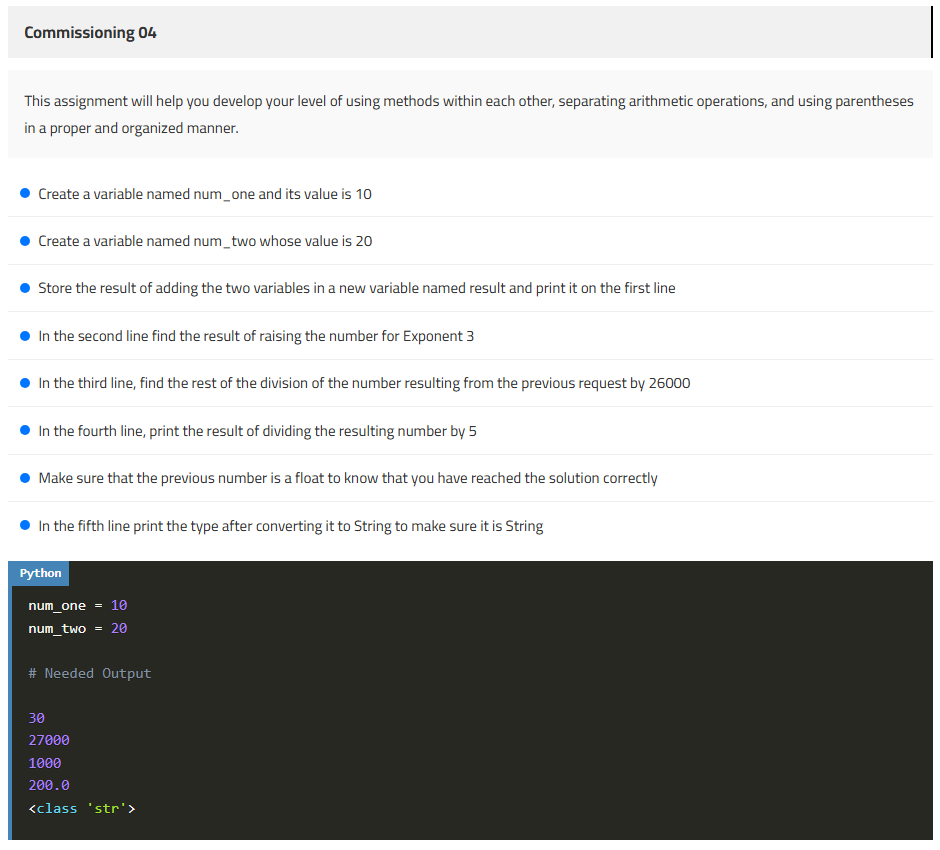 Commissioning 04
This assignment will help you develop your level of using methods within each other, separating arithmetic operations, and using parentheses
in a proper and organized manner.
Create a variable named num_one and its value is 10
Create a variable named num_two whose value is 20
Store the result of adding the two variables in a new variable named result and print it on the first line
In the second line find the result of raising the number for Exponent 3
In the third line, find the rest of the division of the number resulting from the previous request by 26000
In the fourth line, print the result of dividing the resulting number by 5
Make sure that the previous number is a float to know that you have reached the solution correctly
In the fifth line print the type after converting it to String to make sure it is String
Python
num_one = 10
num_two = 20
# Needed Output
30
27000
1000
200.0
<class 'str'>